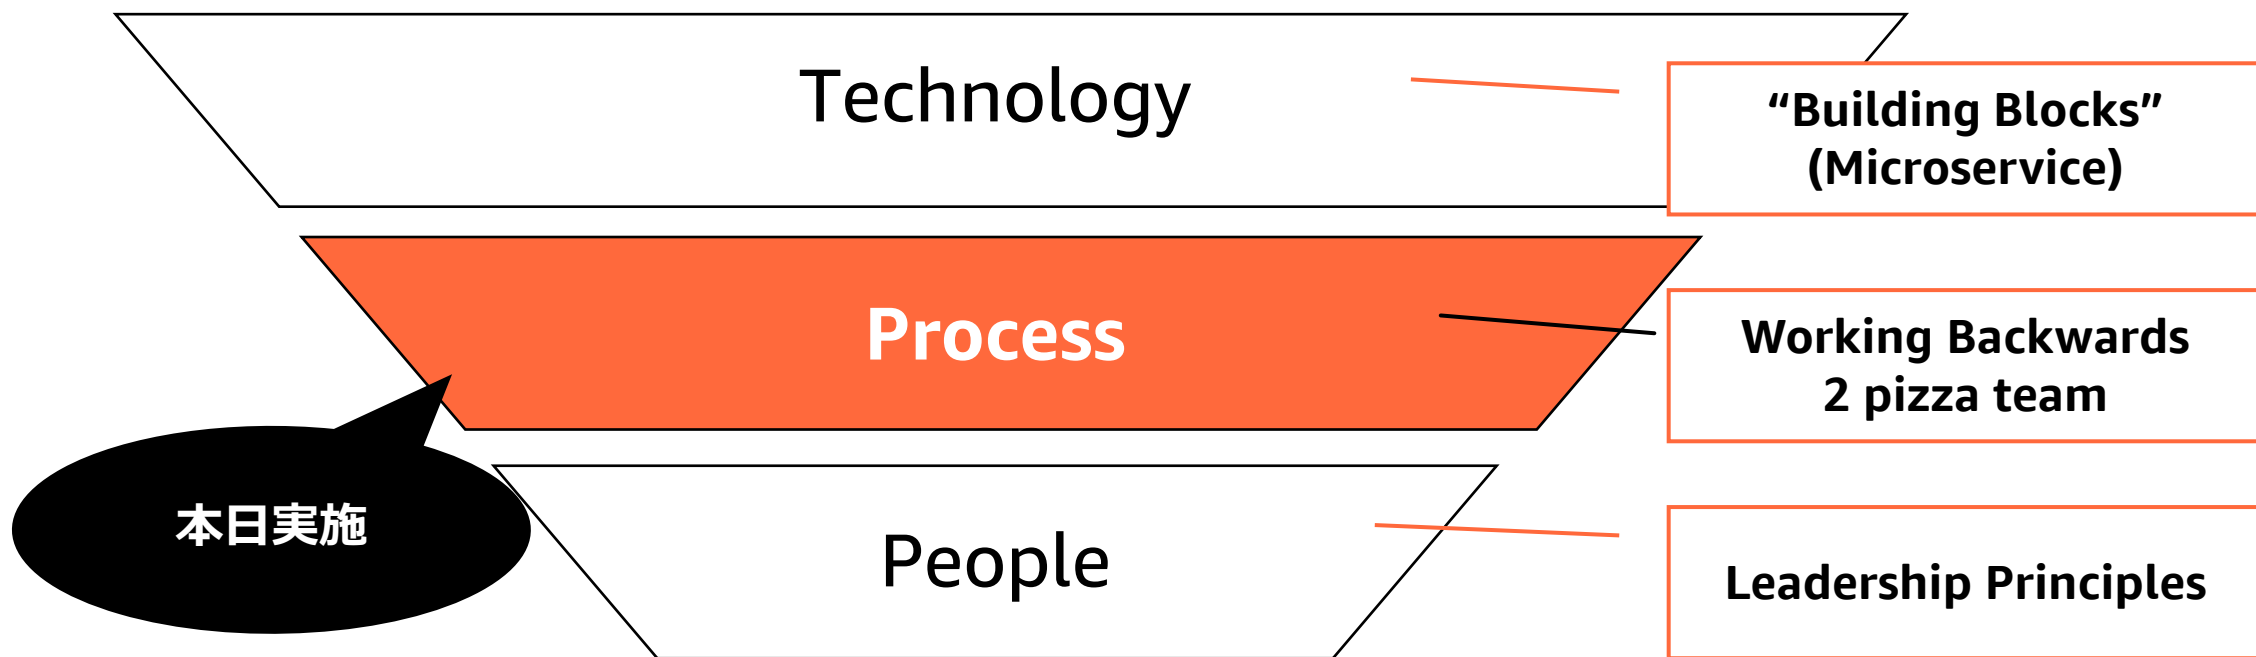 Technology
“Building Blocks”
(Microservice)
Process
Working Backwards
2 pizza team
本日実施
People
Leadership Principles